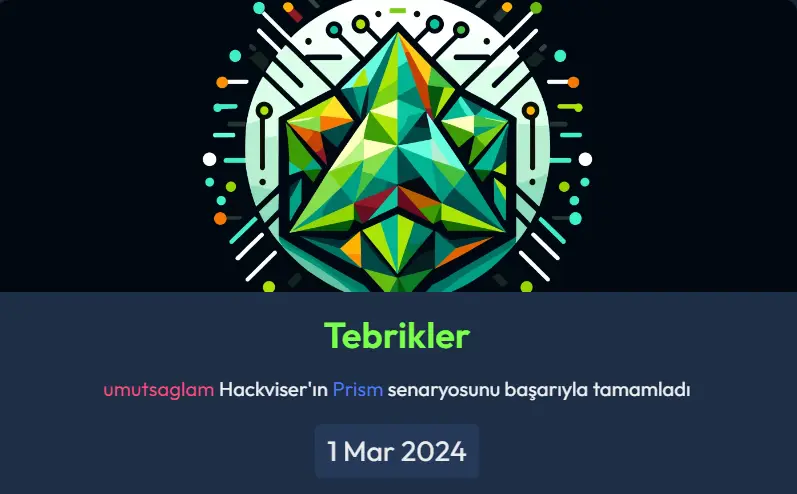 Tebrikler
umutsaglam Hackviser'ın Prism senaryosunu başarıyla tamamladı
1 Mar 2024